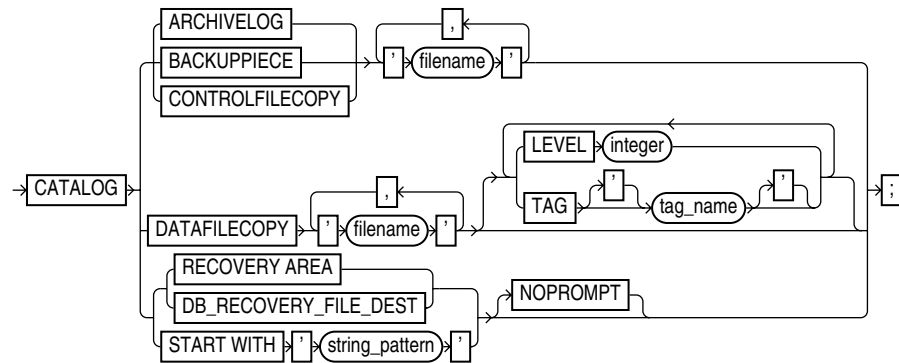 ARCHIVELOG
,
BACKUPPIECE ' filename '
CONTROLFILECOPY
LEVEL integer
CATALOG , ' ' ;
DATAFILECOPY ' filename ' TAG tag_name
RECOVERY AREA
NOPROMPT
DB_RECOVERY_FILE_DEST
START WITH ' string_pattern '